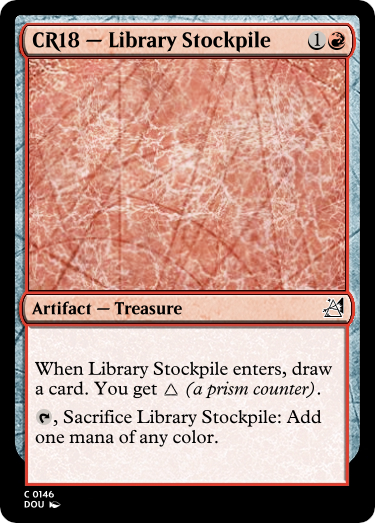 CR18 — Library Stockpile 1
Artifact — Treasure
When Library Stockpile enters, draw
a card. You get △ (a prism counter).
, Sacrifice Library Stockpile: Add
one mana of any color.
C 0146
DOU